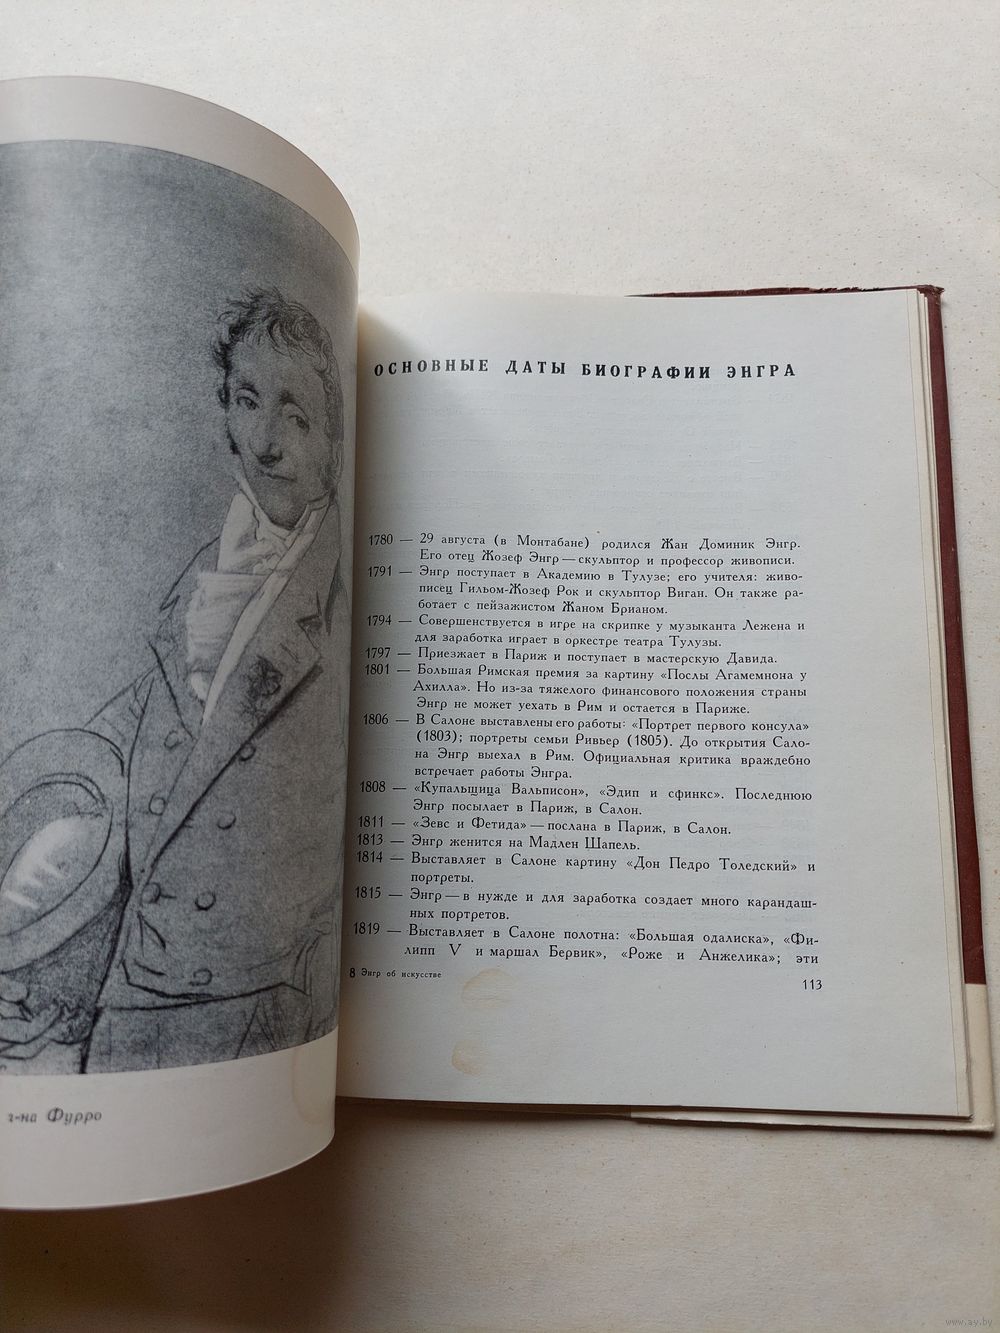 г-на Фурро
ОСНОВНЫЕ ДАТЫ БИОГРАФИИ ЭНГРА
1780 — 29 августа (в Монтабане) родился Жан Доминик Энгр.
Его отец Жозеф Энгр — скульптор и профессор живописи.
1791 — Энгр поступает в Академию в Тулузе; его учителя: живо-
писец Гильом-Жозеф Рок и скульптор Виган. Он также ра-
ботает с пейзажистом Жаном Брианом.
1794 — Совершенствуется в игре на скрипке у музыканта Лежена и
для заработка играет в оркестре театра Тулузы.
1797 — Приезжает в Париж и поступает в мастерскую Давида.
1801 — Большая Римская премия за картину «Послы Агамемнона у
Ахилла». Но из-за тяжелого финансового положения страны
Энгр не может уехать в Рим и остается в Париже.
1806 — В Салоне выставлены его работы: «Портрет первого консула»
(1803); портреты семьи Ривьер (1805). До открытия Сало-
на Энгр выехал в Рим. Официальная критика враждебно
встречает работы Энгра.
1808 — «Купальщица Вальписон», «Эдип и сфинкс». Последнюю
Энгр посылает в Париж, в Салон.
1811 — «Зевс и Фетида» — послана в Париж, в Салон.
1813 — Энгр женится на Мадлен Шапель.
1814 — Выставляет в Салоне картину «Дон Педро Толедский» и
портреты.
1815 — Энгр — в нужде и для заработка создает много карандаш-
ных портретов.
1819 — Выставляет в Салоне полотна: «Большая одалиска», «Фи-
липп V и маршал Бервик», «Роже и Анжелика»; эти
8 Энгр об искусстве
113
www.ay.by